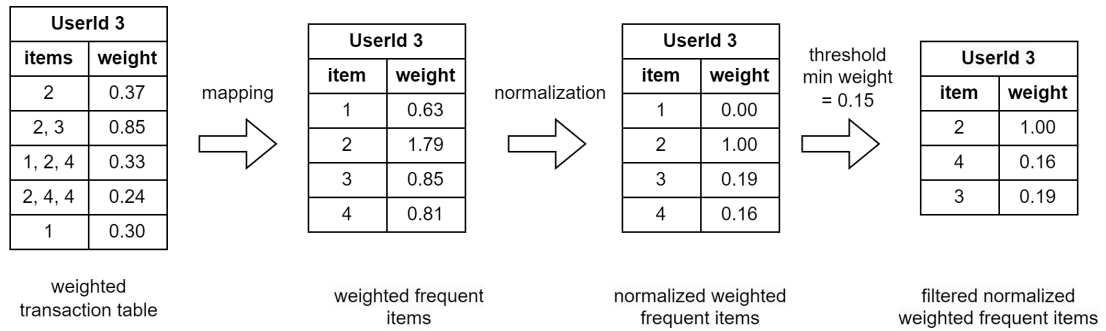 UserId 3
items weight
2 0.37
2, 3 0.85
1, 2, 4 0.33
2, 4, 4 0.24
1 0.30
weighted
transaction table
mapping
UserId 3
item weight
1 0.63
2 1.79
3 0.85
4 0.81
weighted frequent
items
normalization
UserId 3
item weight
1 0.00
2 1.00
3 0.19
4 0.16
normalized weighted
frequent items
threshold
min weight
= 0.15
UserId 3
item weight
2 1.00
4 0.16
3 0.19
filtered normalized
weighted frequent items